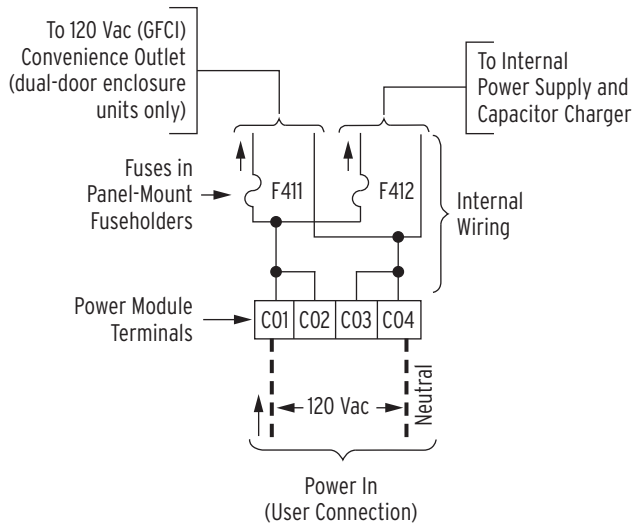 To 120 Vac (GFCI)
Convenience Outlet
(dual-door enclosure
units only)
To Internal
Power Supply and
Capacitor Charger
Fuses in
Panel-Mount
Fuseholders
F411
F412
Internal
Wiring
Power Module
Terminals
C01
C02
C03
C04
120 Vac
Neutral
Power In
(User Connection)